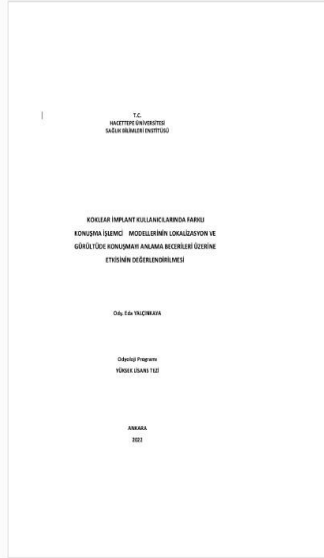 T.C.
HACETTEPE ÜNİVERSİTESİ
SAĞLIK BİLİMLERİ ENSTİTÜSÜ
KOKLEAR İMPLANT KULLANICILARINDA FARKLI
KONUŞMA İŞLEMCİ MODELLERİNİN LOKALİZASYON VE
GÜRÜLTÜDE KONUŞMAYI ANLAMA BECERİLERİ ÜZERİNE
ETKİSİNİN DEĞERLENDİRİLMESİ
Ody. Eda YALÇINKAYA
Odyoloji Programı
YÜKSEK LİSANS TEZİ
ANKARA
2022